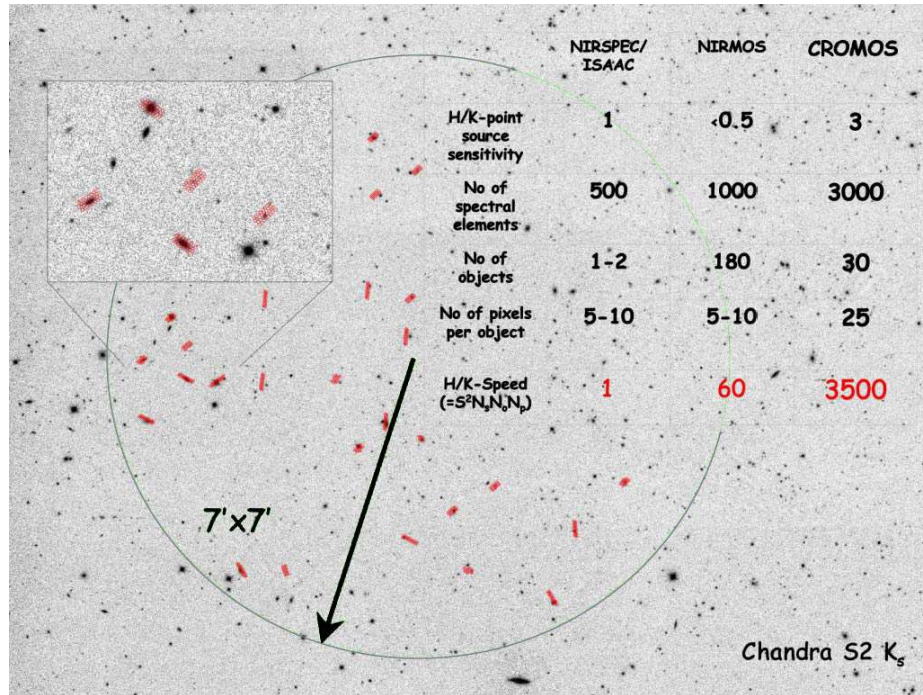 NIRSPEC/ NIRMOS CROMOS
ISAAC
H/K-point
source
sensitivity
1 <0.5 3
No of
spectral
elements
500 1000 3000
No of
objects
1-2 180 30
No of pixels
per object
5-10 5-10 25
H/K-Speed
(=S²NₛNₒNₚ)
1 60 3500
7'x7'
Chandra S2 Kₛ